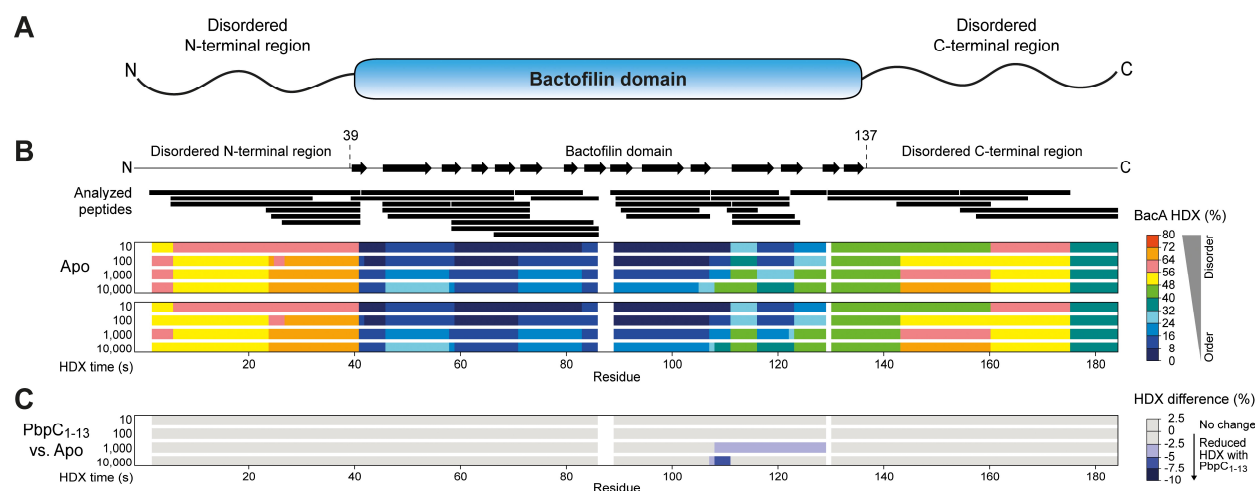 A
Disordered
N-terminal region
Disordered
C-terminal region
N
Bactofilin domain
C
B
39
137
N
Disordered N-terminal region
Bactofilin domain
Disordered C-terminal region
C
Analyzed
peptides
Apo
10
100
1,000
10,000
10
100
1,000
10,000
HDX time (s)
20
40
60
80
100
120
140
160
180
Residue
BacA HDX (%)
80
72
64
56
48
40
32
24
16
8
0
Disorder
Order
C
PbpC1-13
vs. Apo
10
100
1,000
10,000
HDX time (s)
20
40
60
80
100
120
140
160
180
Residue
HDX difference (%)
2.5
0
-2.5
-5
-7.5
-10
No change
Reduced
HDX with
PbpC1-13